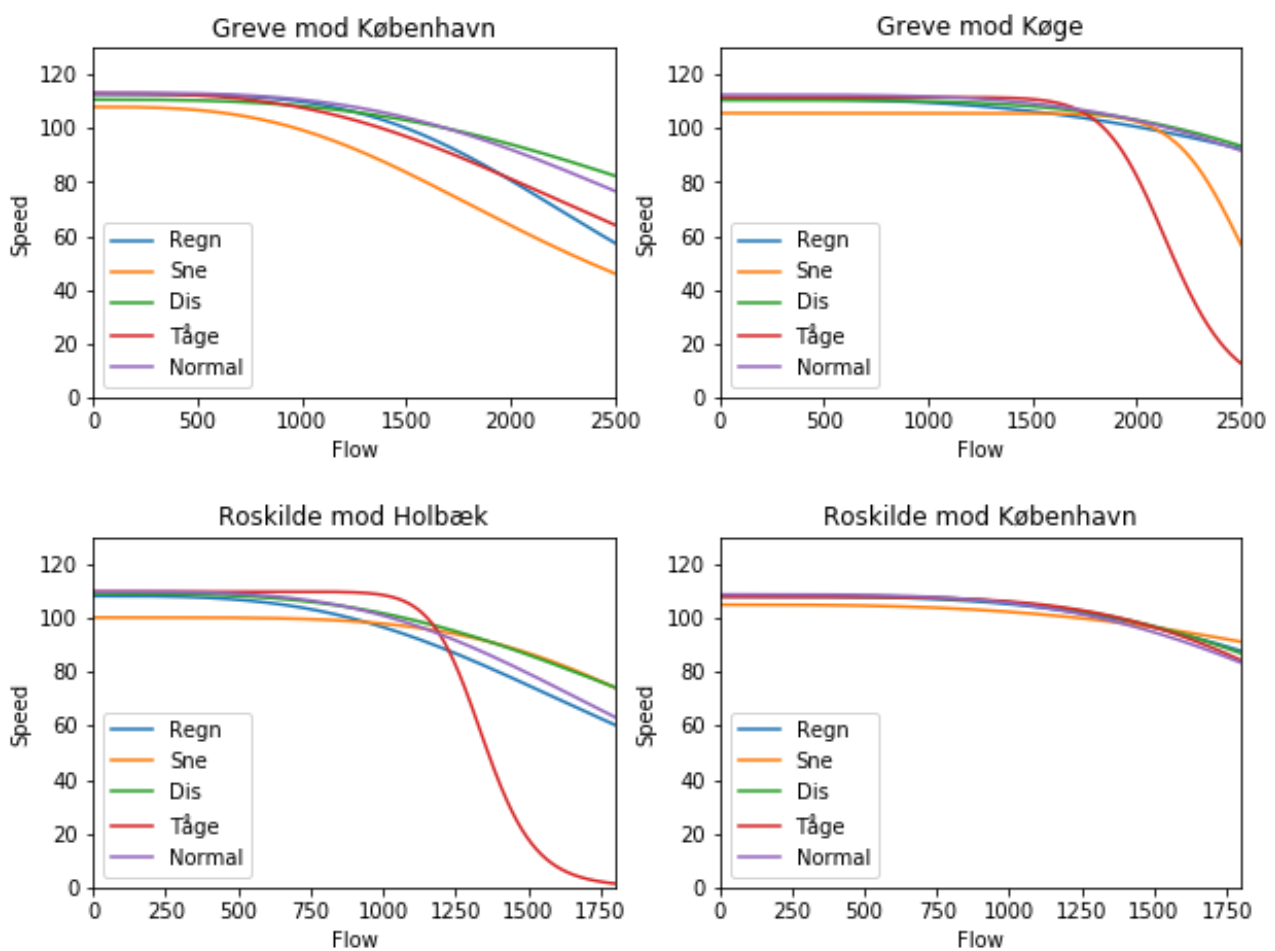 Greve mod København
120
100
80
60
40
20
0
Speed
Regn
Sne
Dis
Tåge
Normal
0 500 1000 1500 2000 2500
Flow
Greve mod Køge
120
100
80
60
40
20
0
Speed
Regn
Sne
Dis
Tåge
Normal
0 500 1000 1500 2000 2500
Flow
Roskilde mod Holbæk
120
100
80
60
40
20
0
Speed
Regn
Sne
Dis
Tåge
Normal
0 250 500 750 1000 1250 1500 1750
Flow
Roskilde mod København
120
100
80
60
40
20
0
Speed
Regn
Sne
Dis
Tåge
Normal
0 250 500 750 1000 1250 1500 1750
Flow